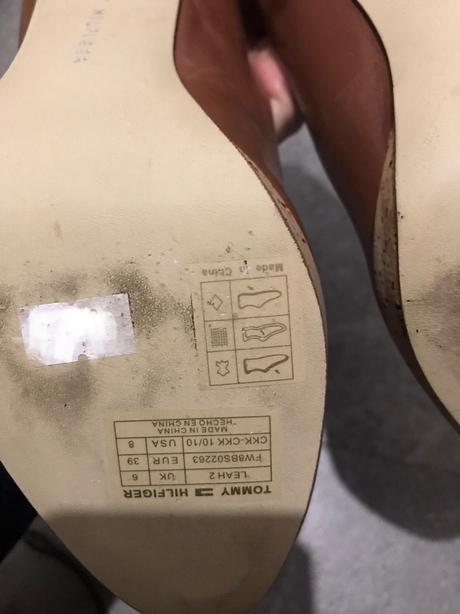 TOMMY HILFIGER
LEAH 2 UK 6
FW8BS02263 EUR 39
CKK-CKK 10/10 USA 8
MADE IN CHINA
*HECHO EN CHINA
Made in China